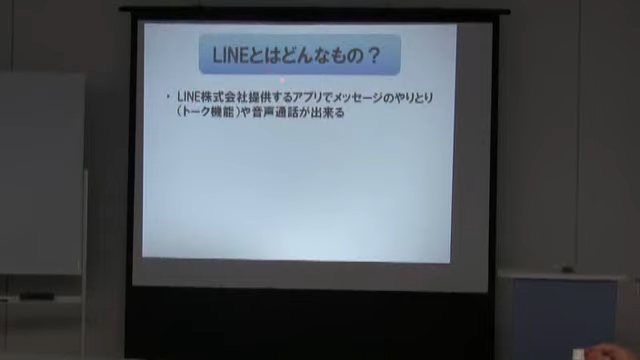 LINEとはどんなもの？
・ LINE株式会社提供するアプリでメッセージのやりとり
(トーク機能)や音声通話が出来る